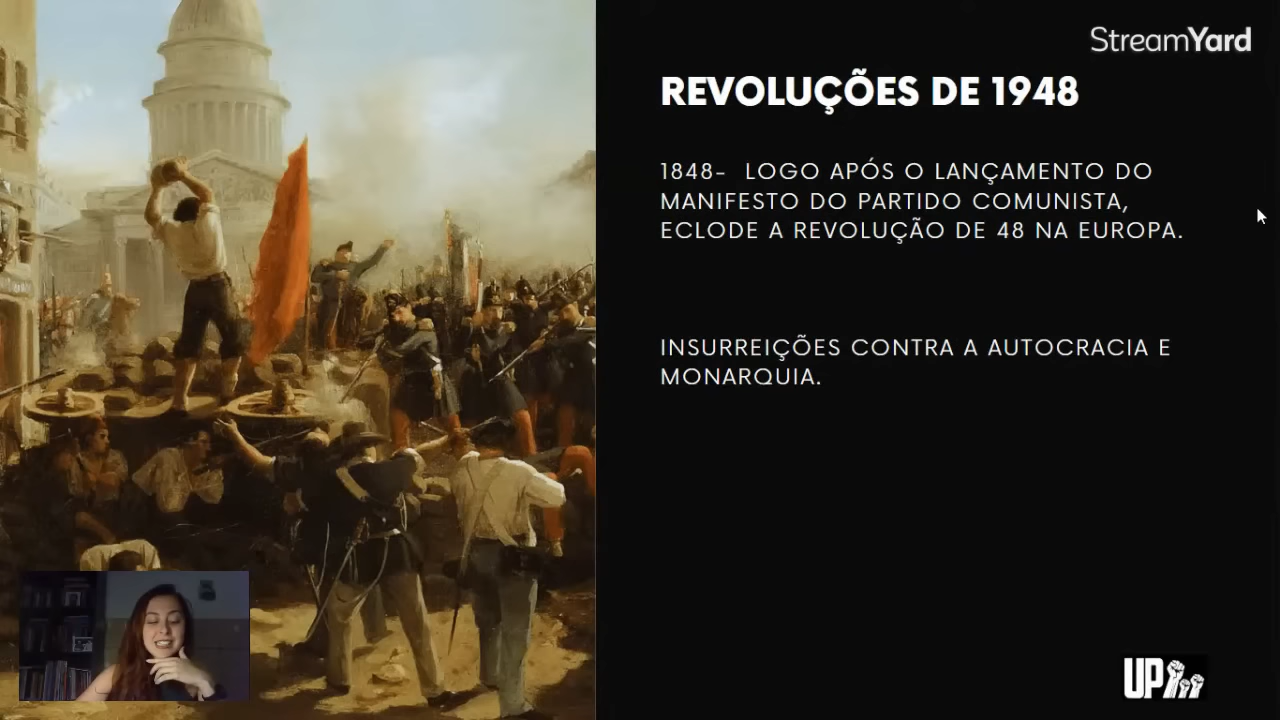 StreamYard
REVOLUÇÕES DE 1948
1848- LOGO APÓS O LANÇAMENTO DO
MANIFESTO DO PARTIDO COMUNISTA,
ECLODE A REVOLUÇÃO DE 48 NA EUROPA.
INSURREIÇÕES CONTRA A AUTOCRACIA E
MONARQUIA.
UP